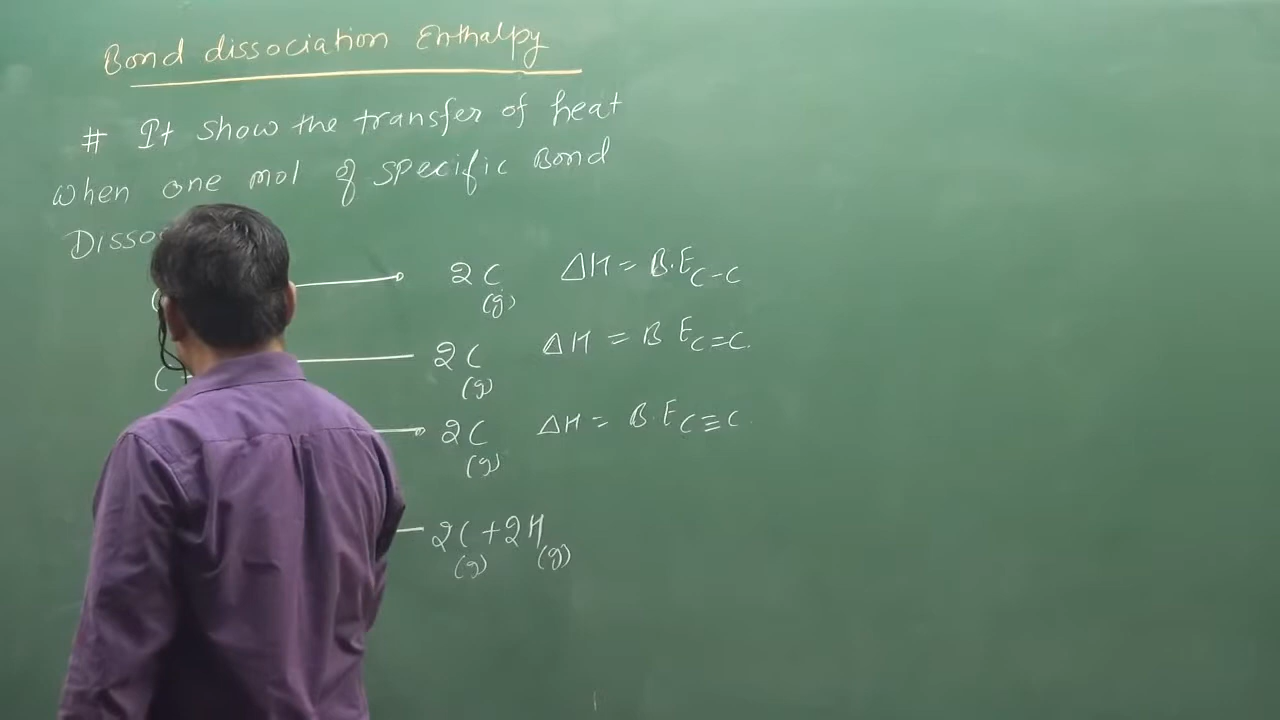 Bond dissociation Enthalpy
# It show the transfer of heat
when one mol of specific Bond
2C(g) ΔH = B.E C-C
2C(g) ΔH = B E C=C.
2C(g) ΔH = B.E C≡C.
2C(g) + 2H(g)